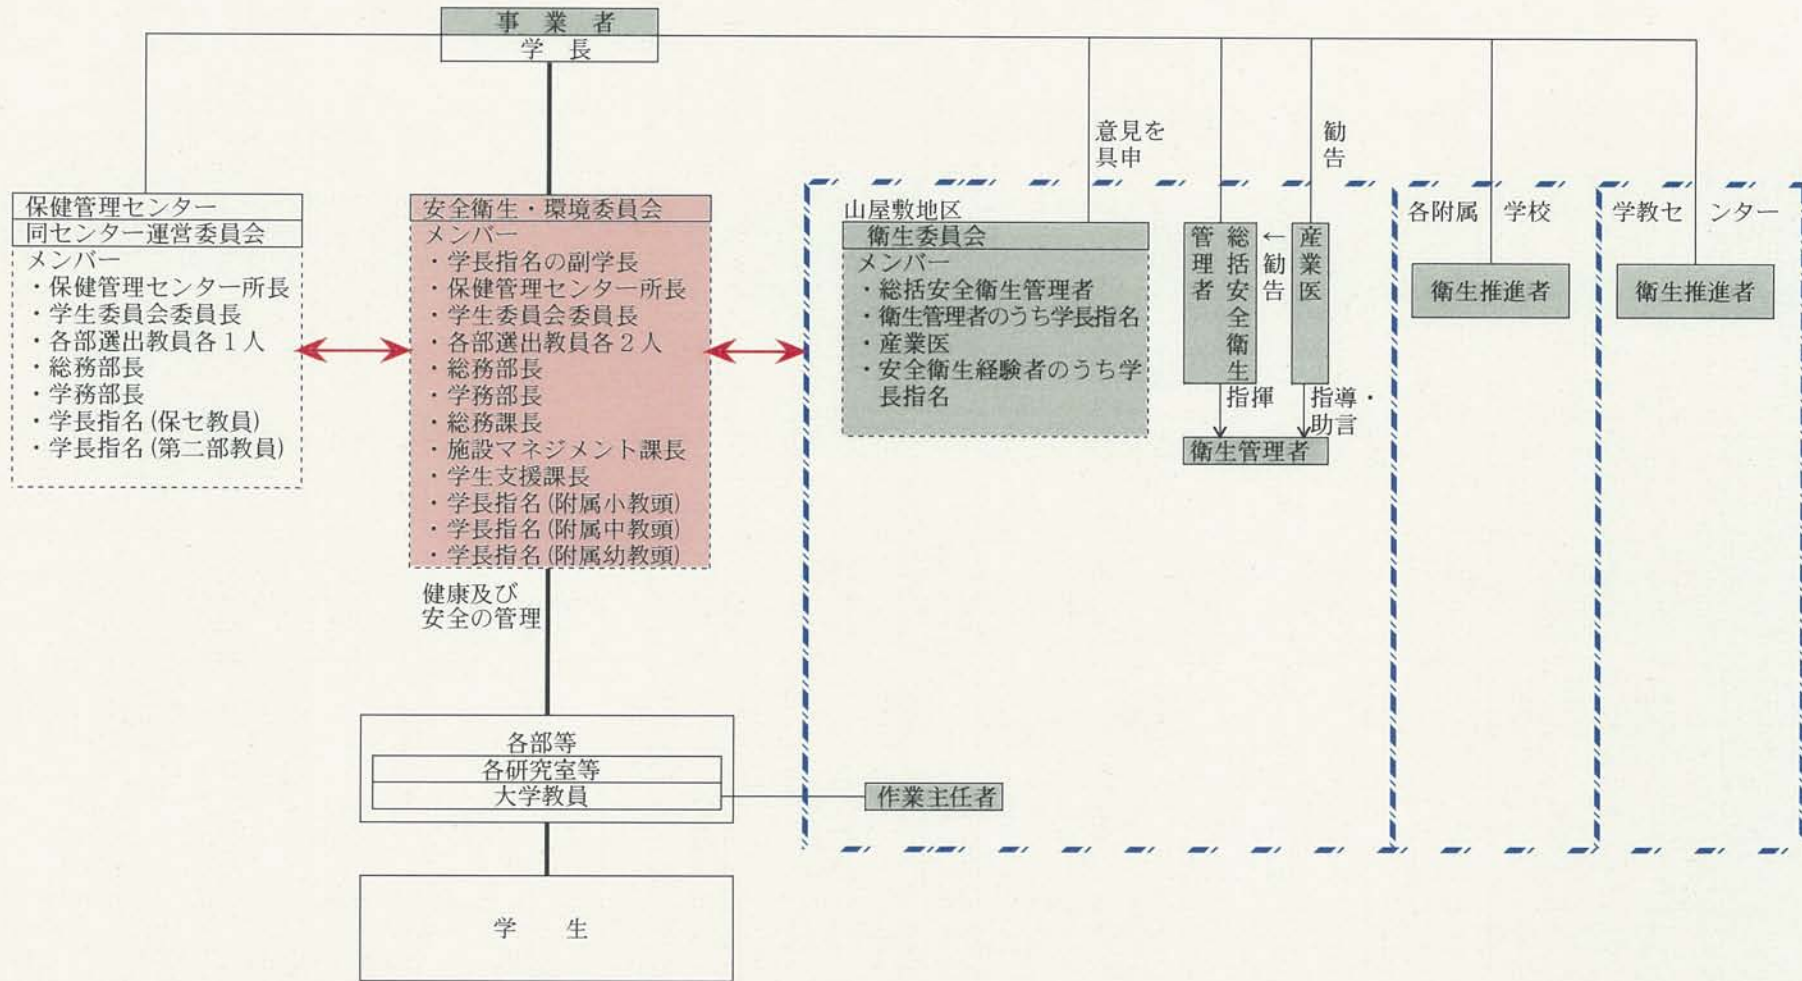 事業者
学長
意見を
具申
勧告
保健管理センター
同センター運営委員会
メンバー
・保健管理センター所長
・学生委員会委員長
・各部選出教員各1人
・総務部長
・学務部長
・学長指名(保セ教員)
・学長指名(第二部教員)
安全衛生・環境委員会
メンバー
・学長指名の副学長
・保健管理センター所長
・学生委員会委員長
・各部選出教員各2人
・総務部長
・学務部長
・総務課長
・施設マネジメント課長
・学生支援課長
・学長指名(附属小教頭)
・学長指名(附属中教頭)
・学長指名(附属幼教頭)
健康及び
安全の管理
山屋敷地区
衛生委員会
メンバー
・総括安全衛生管理者
・衛生管理者のうち学長指名
・産業医
・安全衛生経験者のうち学
長指名
総括安全衛生
管理者
←勧告
産業医
指揮
指導・
助言
衛生管理者
各附属学校
衛生推進者
学教センター
衛生推進者
各部等
各研究室等
大学教員
作業主任者
学生